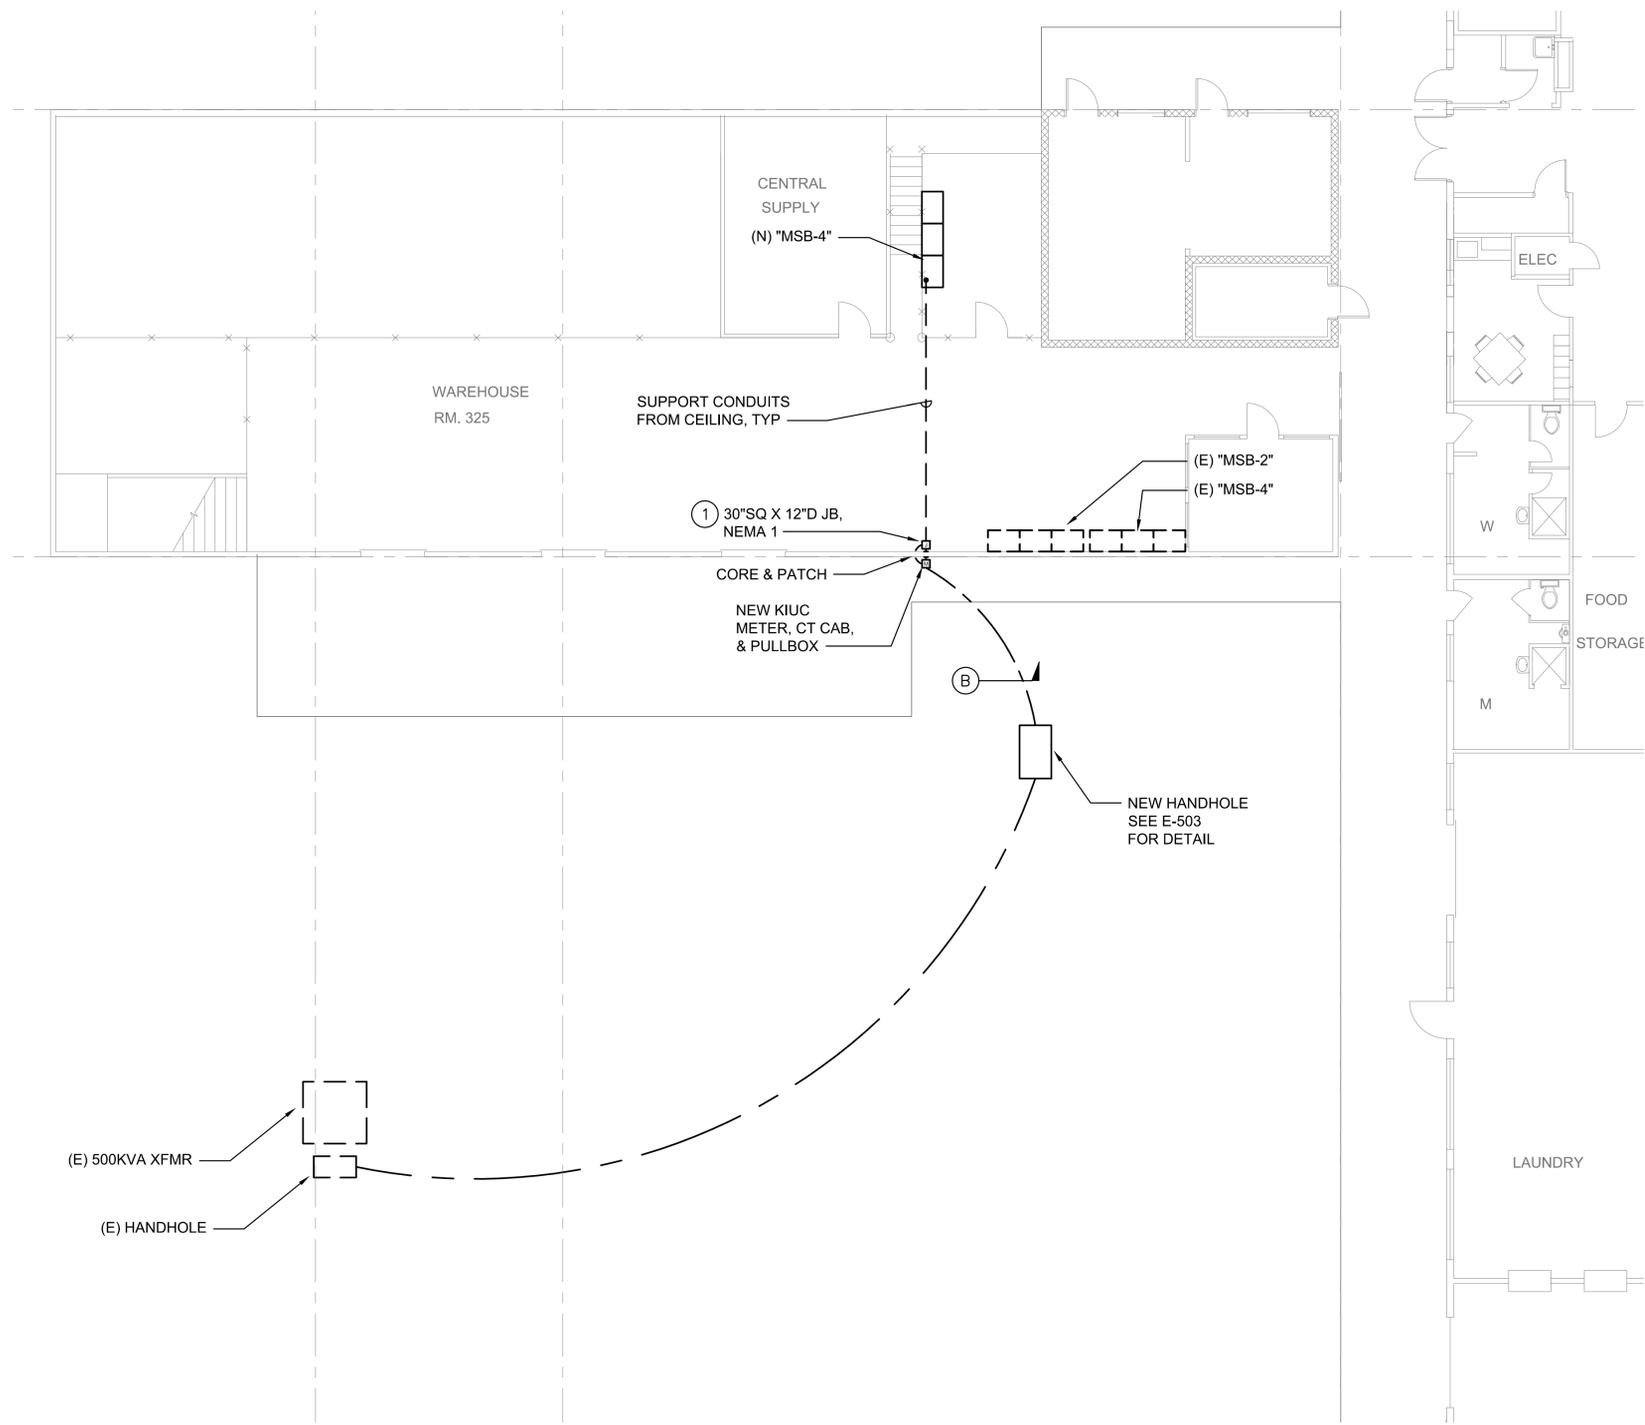 CENTRAL
SUPPLY
(N) "MSB-4"
ELEC
WAREHOUSE
RM. 325
SUPPORT CONDUITS
FROM CEILING, TYP
(E) "MSB-2"
(E) "MSB-4"
1 30"SQ X 12"D JB,
NEMA 1
W
CORE & PATCH
NEW KIUC
METER, CT CAB,
& PULLBOX
FOOD
STORAGE
B
M
NEW HANDHOLE
SEE E-503
FOR DETAIL
(E) 500KVA XFMR
LAUNDRY
(E) HANDHOLE